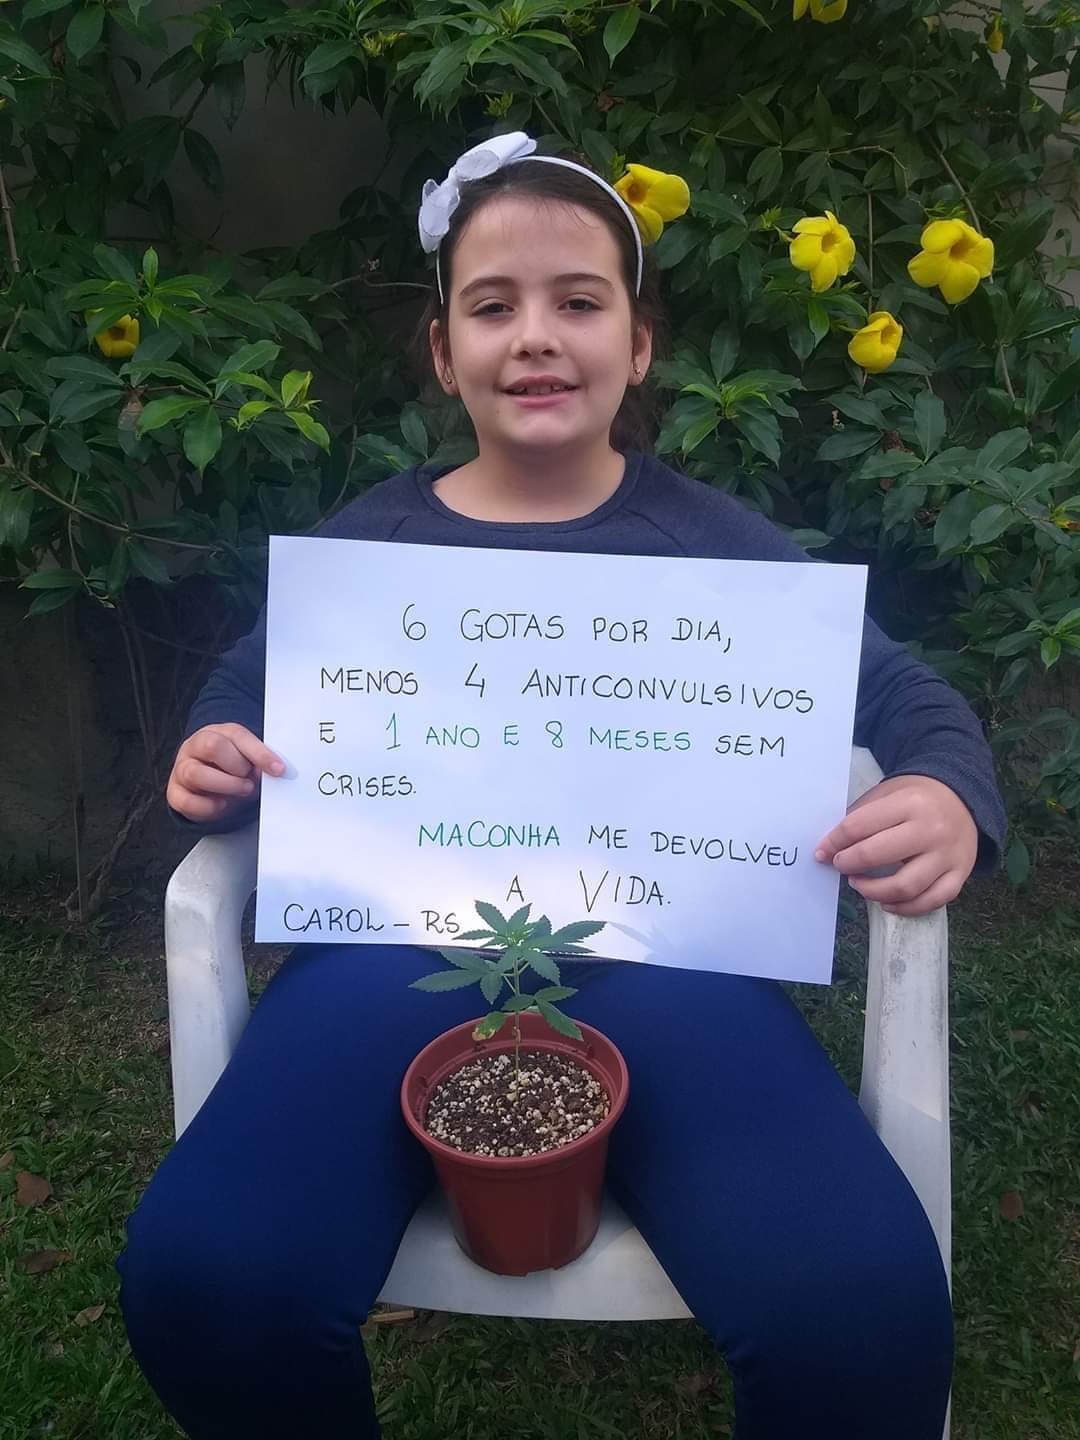 6 GOTAS POR DIA,
MENOS 4 ANTICONVULSIVOS
E 1 ANO E 8 MESES SEM
CRISES.
MACONHA ME DEVOLVEU
A VIDA.
CAROL - RS